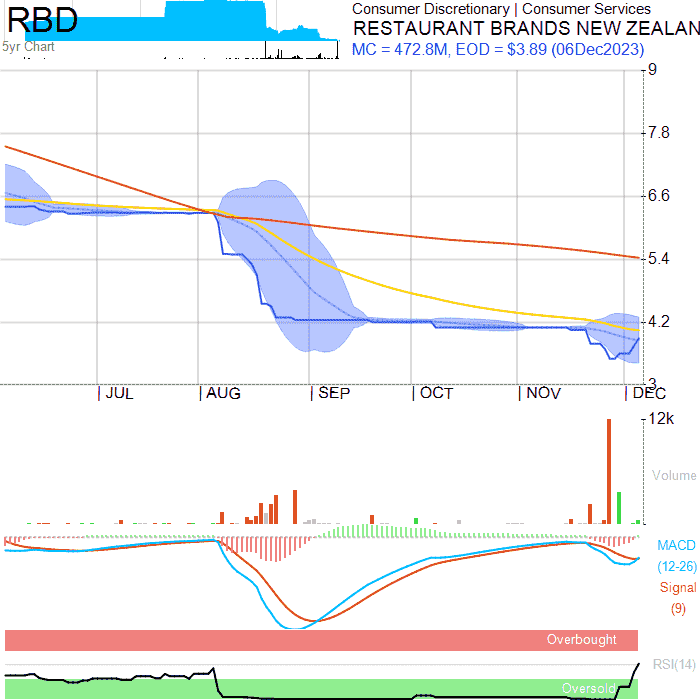 RBD
Consumer Discretionary | Consumer Services
RESTAURANT BRANDS NEW ZEALAN
5yr Chart
MC = 472.8M, EOD = $3.89 (06Dec2023)
9
7.8
6.6
5.4
4.2
3
JUL AUG SEP OCT NOV DEC
12k
Volume
MACD
(12-26)
Signal
(9)
Overbought
RSI(14)
Oversold